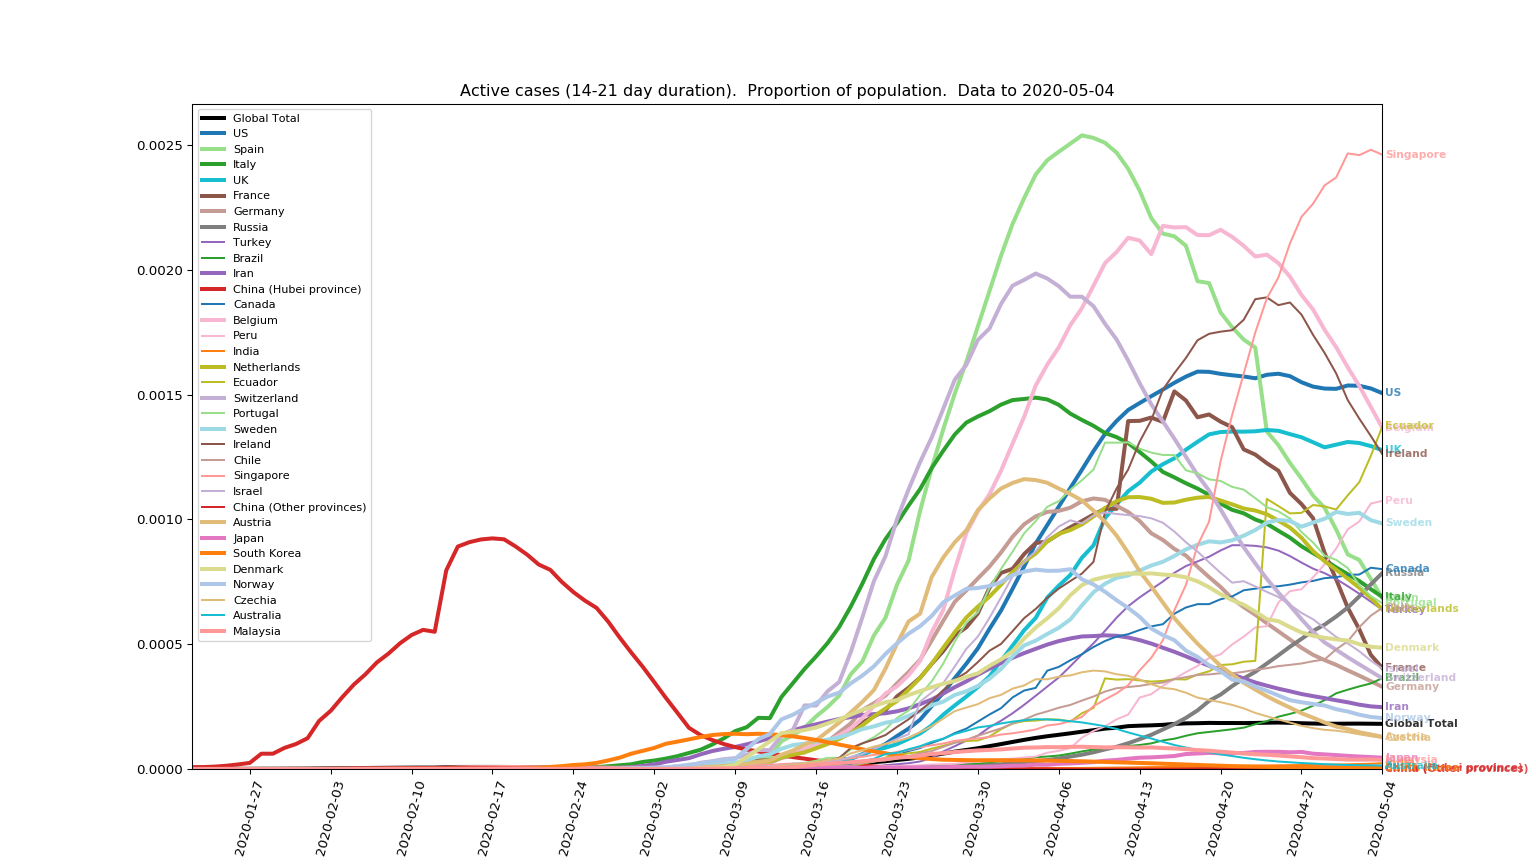 Active cases (14-21 day duration).  Proportion of population.  Data to 2020-05-04
0.0025
0.0020
0.0015
0.0010
0.0005
0.0000
Global Total
US
Spain
Italy
UK
France
Germany
Russia
Turkey
Brazil
Iran
China (Hubei province)
Canada
Belgium
Peru
India
Netherlands
Ecuador
Switzerland
Portugal
Sweden
Ireland
Chile
Singapore
Israel
China (Other provinces)
Austria
Japan
South Korea
Denmark
Norway
Czechia
Australia
Malaysia
Singapore
US
Ecuador
Belgium
UK
Ireland
Peru
Sweden
Canada
Russia
Italy
Portugal
Netherlands
Turkey
Denmark
France
Switzerland
Brazil
Germany
Iran
Norway
Global Total
Austria
Czechia
Japan
Malaysia
China (Other provinces)
2020-01-27
2020-02-03
2020-02-10
2020-02-17
2020-02-24
2020-03-02
2020-03-09
2020-03-16
2020-03-23
2020-03-30
2020-04-06
2020-04-13
2020-04-20
2020-04-27
2020-05-04